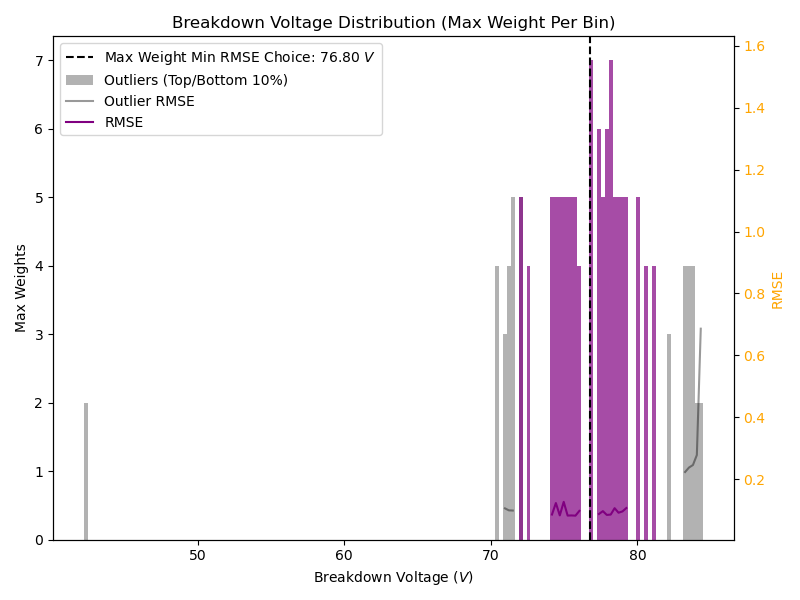 Breakdown Voltage Distribution (Max Weight Per Bin)
Max Weight Min RMSE Choice: 76.80 V
Outliers (Top/Bottom 10%)
Outlier RMSE
RMSE
Max Weights
7
6
5
4
3
2
1
0
1.6
1.4
1.2
1.0
0.8
0.6
0.4
0.2
RMSE
50
60
70
80
Breakdown Voltage (V)